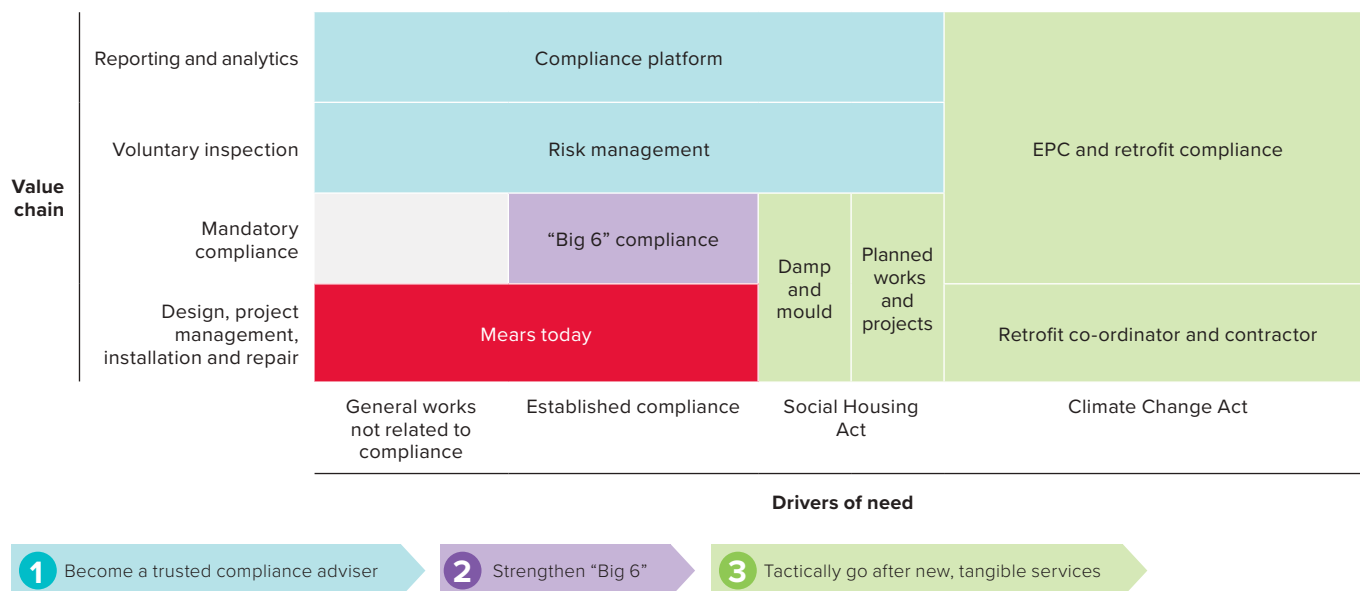 Value
chain
Reporting and analytics
Compliance platform
Voluntary inspection
Risk management
EPC and retrofit compliance
Mandatory
compliance
“Big 6” compliance
Damp
and
mould
Planned
works
and
projects
Design, project
management,
installation and repair
Mears today
Retrofit co-ordinator and contractor
General works
not related to
compliance
Established compliance
Social Housing
Act
Climate Change Act
Drivers of need
1 Become a trusted compliance adviser
2 Strengthen “Big 6”
3 Tactically go after new, tangible services